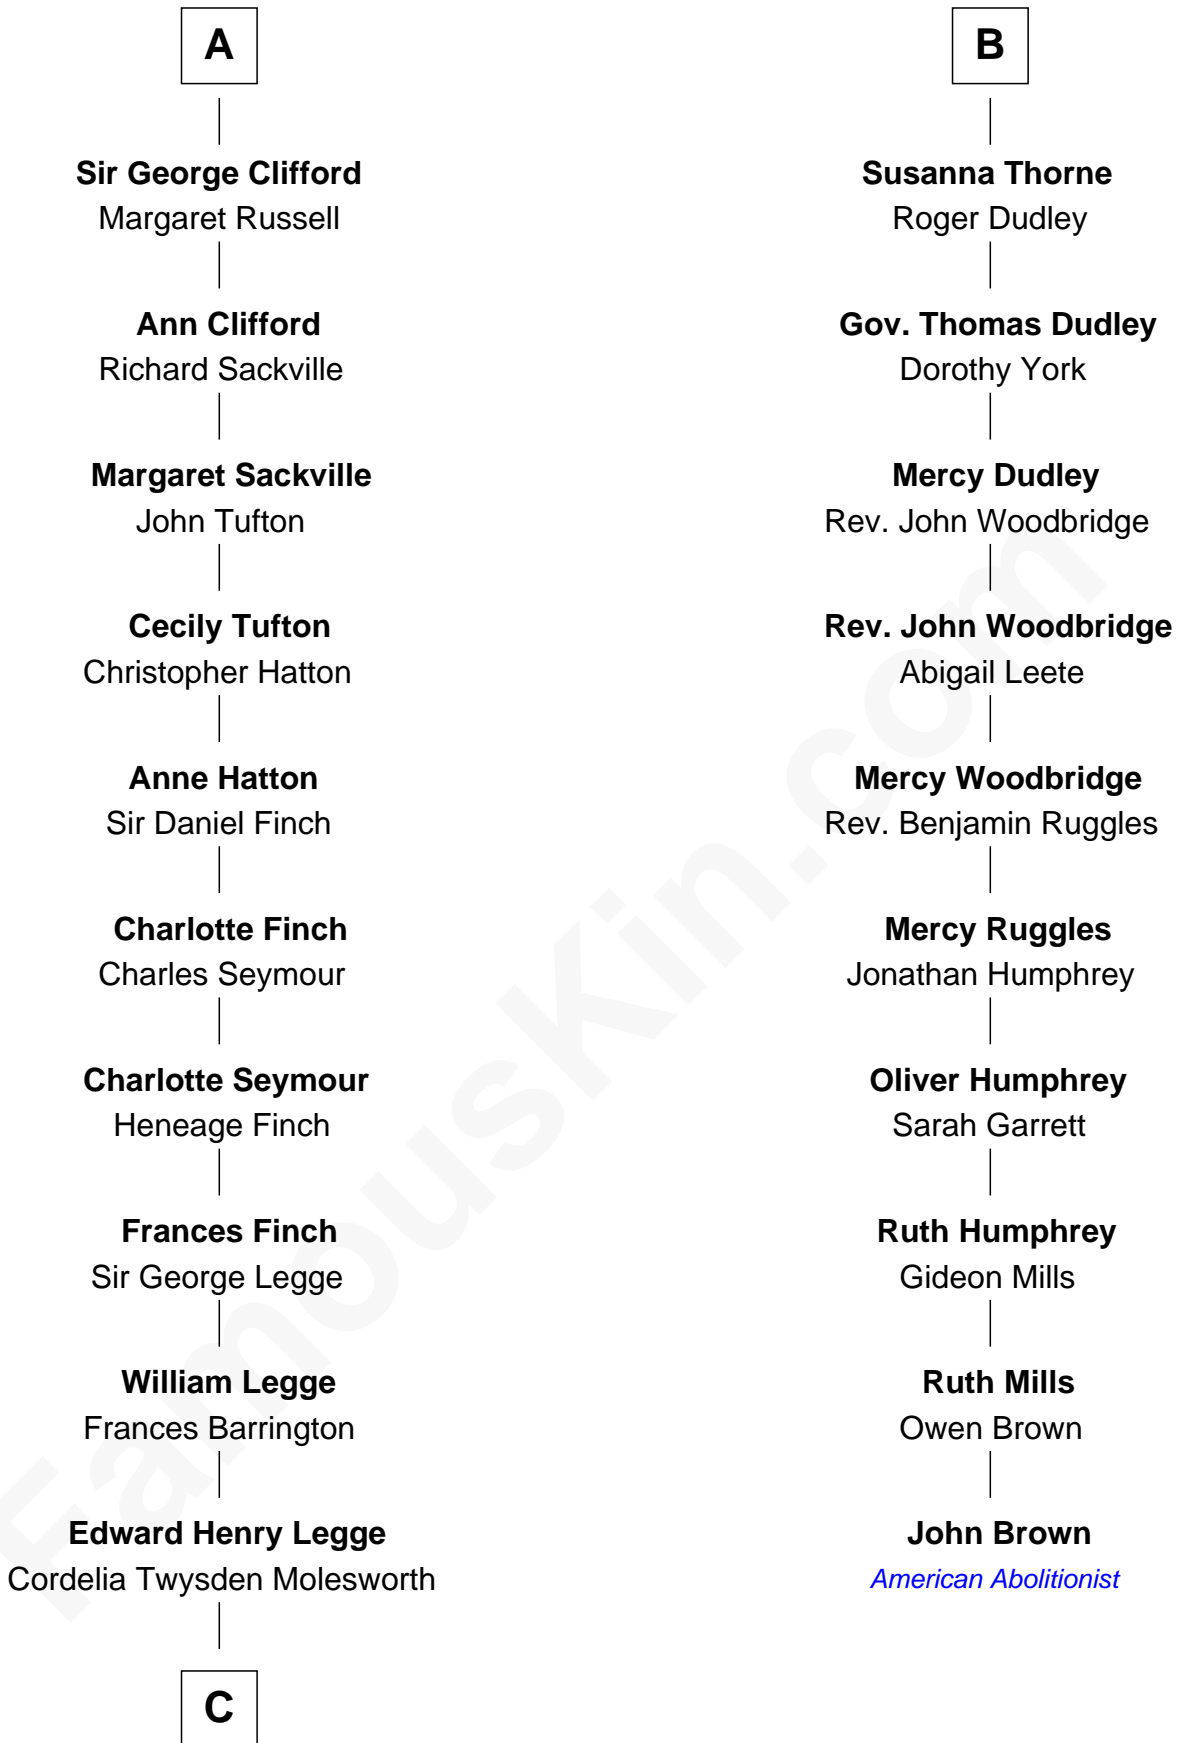 A
Sir George Clifford
Margaret Russell
Ann Clifford
Richard Sackville
Margaret Sackville
John Tufton
Cecily Tufton
Christopher Hatton
Anne Hatton
Sir Daniel Finch
Charlotte Finch
Charles Seymour
Charlotte Seymour
Heneage Finch
Frances Finch
Sir George Legge
William Legge
Frances Barrington
Edward Henry Legge
Cordelia Twysden Molesworth
C
B
Susanna Thorne
Roger Dudley
Gov. Thomas Dudley
Dorothy York
Mercy Dudley
Rev. John Woodbridge
Rev. John Woodbridge
Abigail Leete
Mercy Woodbridge
Rev. Benjamin Ruggles
Mercy Ruggles
Jonathan Humphrey
Oliver Humphrey
Sarah Garrett
Ruth Humphrey
Gideon Mills
Ruth Mills
Owen Brown
John Brown
American Abolitionist
FamousKin.com